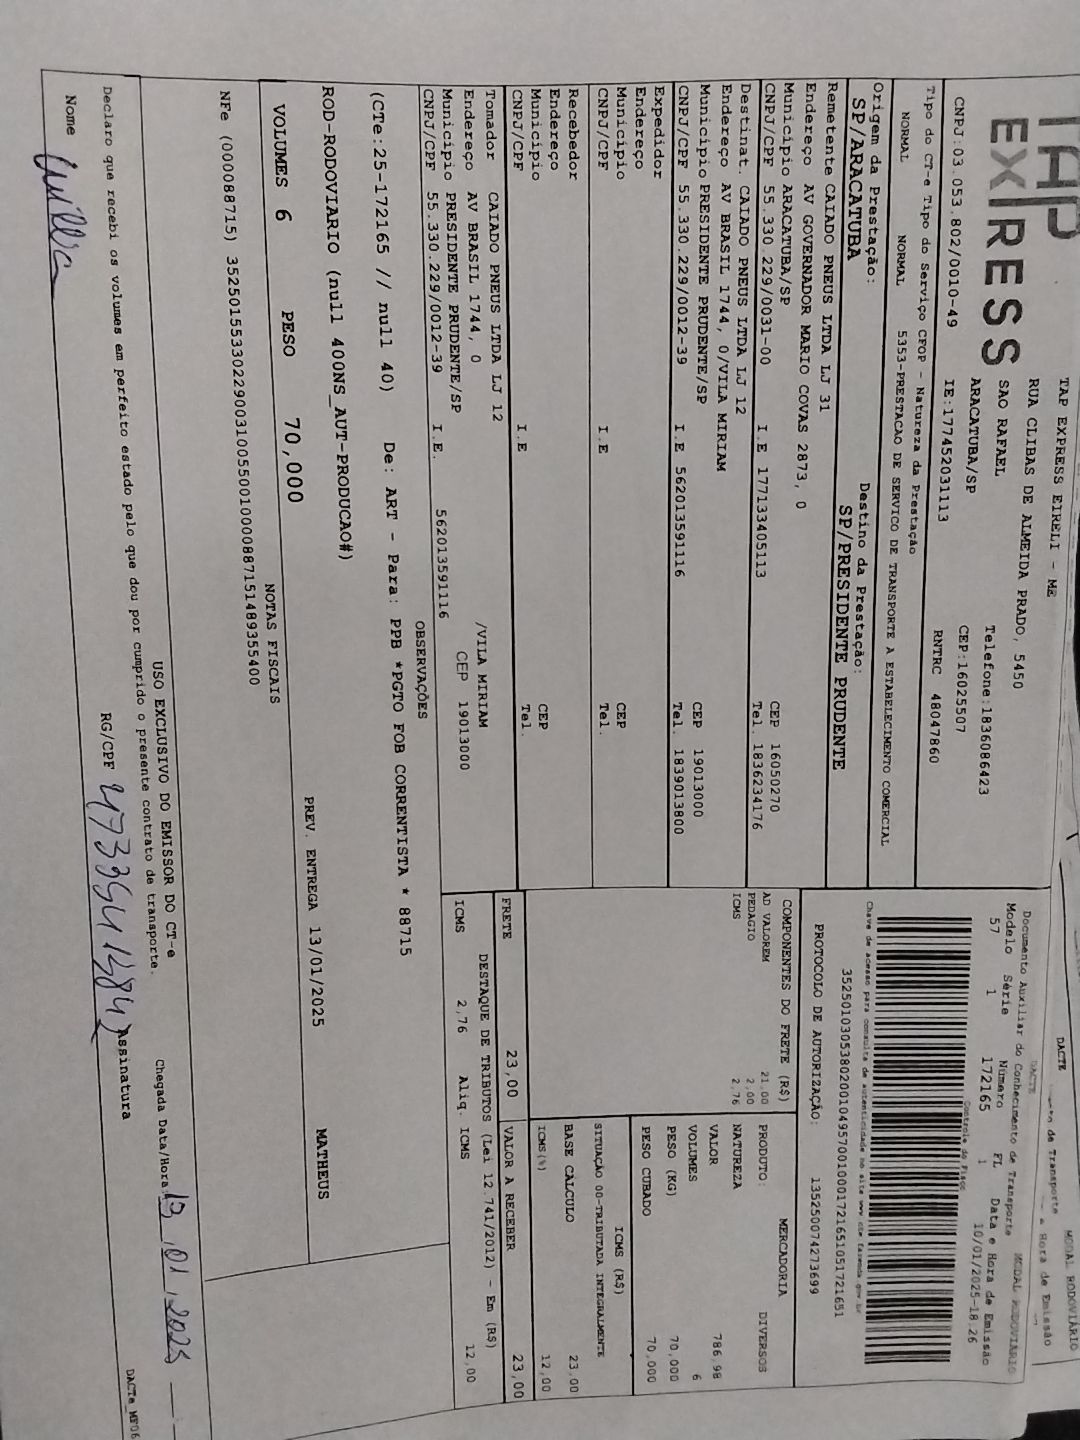 TAP
EXPRESS
TAP EXPRESS EIRELI - ME
RUA CLIBAS DE ALMEIDA PRADO, 5450
SAO RAFAEL Telefone:1836086423
ARACATUBA/SP CEP:16025507
CNPJ:03.053.802/0010-49 IE:177452031113 RNTRC 48047860
Tipo do CT-e Tipo do Serviço CFOP - Natureza da Prestação
NORMAL NORMAL 5353-PRESTACAO DE SERVICO DE TRANSPORTE A ESTABELECIMENTO COMERCIAL
Origem da Prestação: Destino da Prestação:
SP/ARACATUBA SP/PRESIDENTE PRUDENTE
Remetente CAIADO PNEUS LTDA LJ 31
Endereço AV GOVERNADOR MARIO COVAS 2873, 0
Município ARACATUBA/SP CEP 16050270
CNPJ/CPF 55.330.229/0031-00 I.E 177133405113 Tel. 1836234176
Destinat. CAIADO PNEUS LTDA LJ 12
Endereço AV BRASIL 1744, 0/VILA MIRIAM
Município PRESIDENTE PRUDENTE/SP CEP 19013000
CNPJ/CPF 55.330.229/0012-39 I.E 562013591116 Tel. 1839013800
Expedidor
Endereço
Município CEP
CNPJ/CPF I.E Tel.
Recebedor
Endereço
Município CEP
CNPJ/CPF I.E Tel.
Tomador CAIADO PNEUS LTDA LJ 12
Endereço AV BRASIL 1744, 0 /VILA MIRIAM
Município PRESIDENTE PRUDENTE/SP CEP 19013000
CNPJ/CPF 55.330.229/0012-39 I.E. 562013591116
MODAL RODOVIÁRIO
DACTE
Documento Auxiliar do Conhecimento de Transporte MODAL RODOVIÁRIO
Modelo Série Número FL Data e Hora de Emissão
57 1 172165 1 10/01/2025-18.26
Controle do Fisco
Chave de acesso para consulta de autenticidade no site www.cte.fazenda.gov.br
35250103053802001049570010001721651051721651
PROTOCOLO DE AUTORIZAÇÃO: 135250074273699
COMPONENTES DO FRETE (R$)
AD VALOREM 21,00
PEDAGIO 2,00
ICMS 2,76
MERCADORIA
PRODUTO: DIVERSOS
NATUREZA
VALOR 786,98
VOLUMES 6
PESO (KG) 70,000
PESO CUBADO 70,000
ICMS (R$)
SITUAÇÃO 00-TRIBUTADA INTEGRALMENTE
BASE CALCULO 23,00
ICMS(%) 12,00
FRETE 23,00 VALOR A RECEBER 23,00
DESTAQUE DE TRIBUTOS (Lei 12.741/2012) - Em (R$)
ICMS 2,76 Aliq. ICMS 12,00
OBSERVAÇÕES
(CTe:25-172165 // null 40) De: ART - Para: PPB *PGTO FOB CORRENTISTA * 88715
ROD-RODOVIARIO (null 400NS_AUT-PRODUCAO#)
PREV. ENTREGA 13/01/2025 MATHEUS
VOLUMES 6 PESO 70,000
NOTAS FISCAIS
NFe (000088715) 35250155330229003100550010000887151489355400
USO EXCLUSIVO DO EMISSOR DO CT-e
Declaro que recebi os volumes em perfeito estado pelo que dou por cumprido o presente contrato de transporte.
Chegada Data/Hora: 13 01 2025
Nome RG/CPF Assinatura
DACTe_MF06